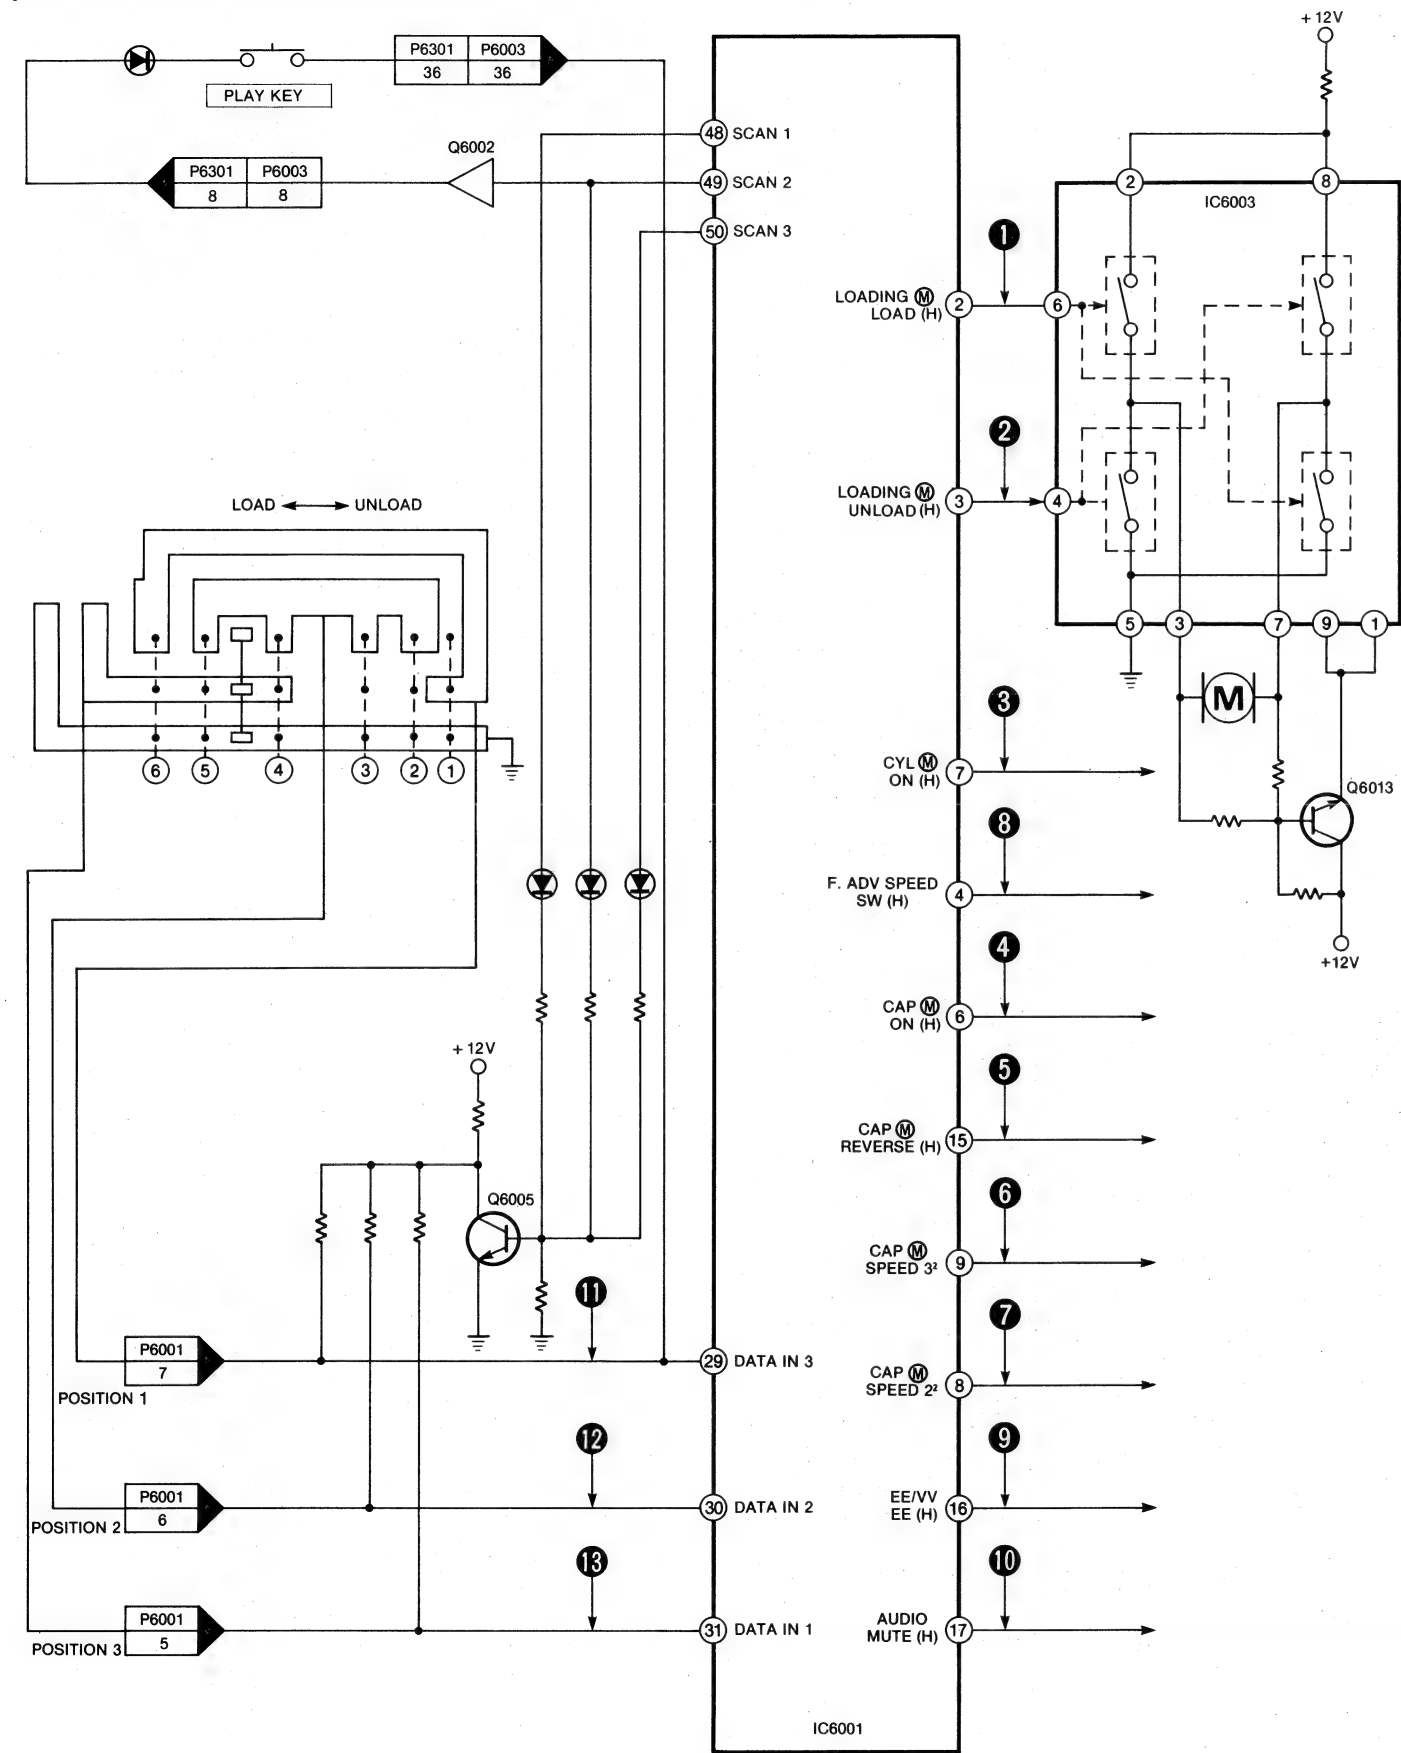 +12V
P6301 P6003
36 36
PLAY KEY
48 SCAN 1
Q6002
P6301 P6003
8 8
49 SCAN 2
2 8
IC6003
50 SCAN 3
1
LOADING M
LOAD (H)
2 6
2
LOADING M
UNLOAD (H)
3 4
LOAD UNLOAD
5 3 7 9 1
M
3
6 5 4 3 2 1
CYL M
ON (H)
7
Q6013
8
F. ADV SPEED
SW (H)
4
4
+12V
CAP M
ON (H)
6
+12V
5
CAP M
REVERSE (H)
15
Q6005
6
CAP M
SPEED 3²
9
11
7
P6001
7
POSITION 1
29 DATA IN 3
CAP M
SPEED 2²
8
12
9
P6001
6
POSITION 2
30 DATA IN 2
EE/VV
EE (H)
16
13
10
P6001
5
POSITION 3
31 DATA IN 1
AUDIO
MUTE (H)
17
IC6001